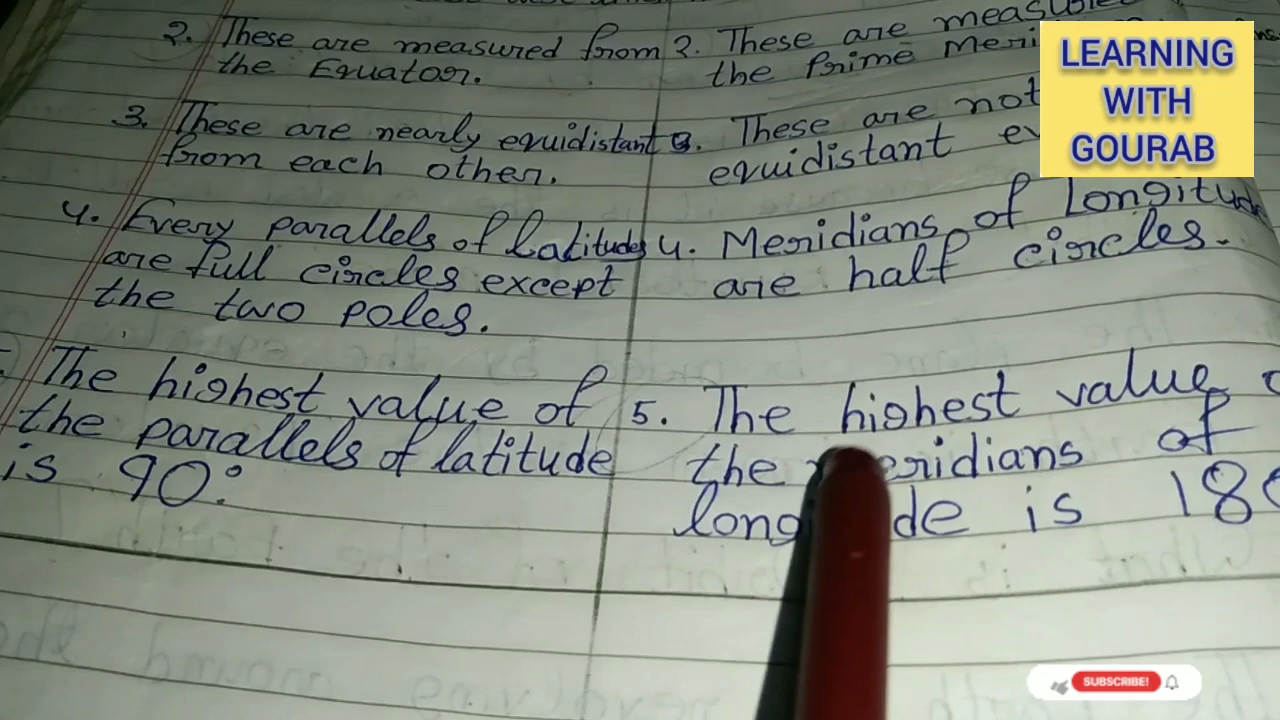 2. These are measured from
the Equator.
3. These are nearly equidistant
from each other.
4. Every parallels of latitudes
are full circles except
the two poles.
The highest value of
the parallels of latitude
is 90°
2. These are
the Prime
3. These are not
equidistant
4. Meridians of Longitude
are half circles.
5. The highest value
the meridians of
is 180
LEARNING
WITH
GOURAB
SUBSCRIBE!